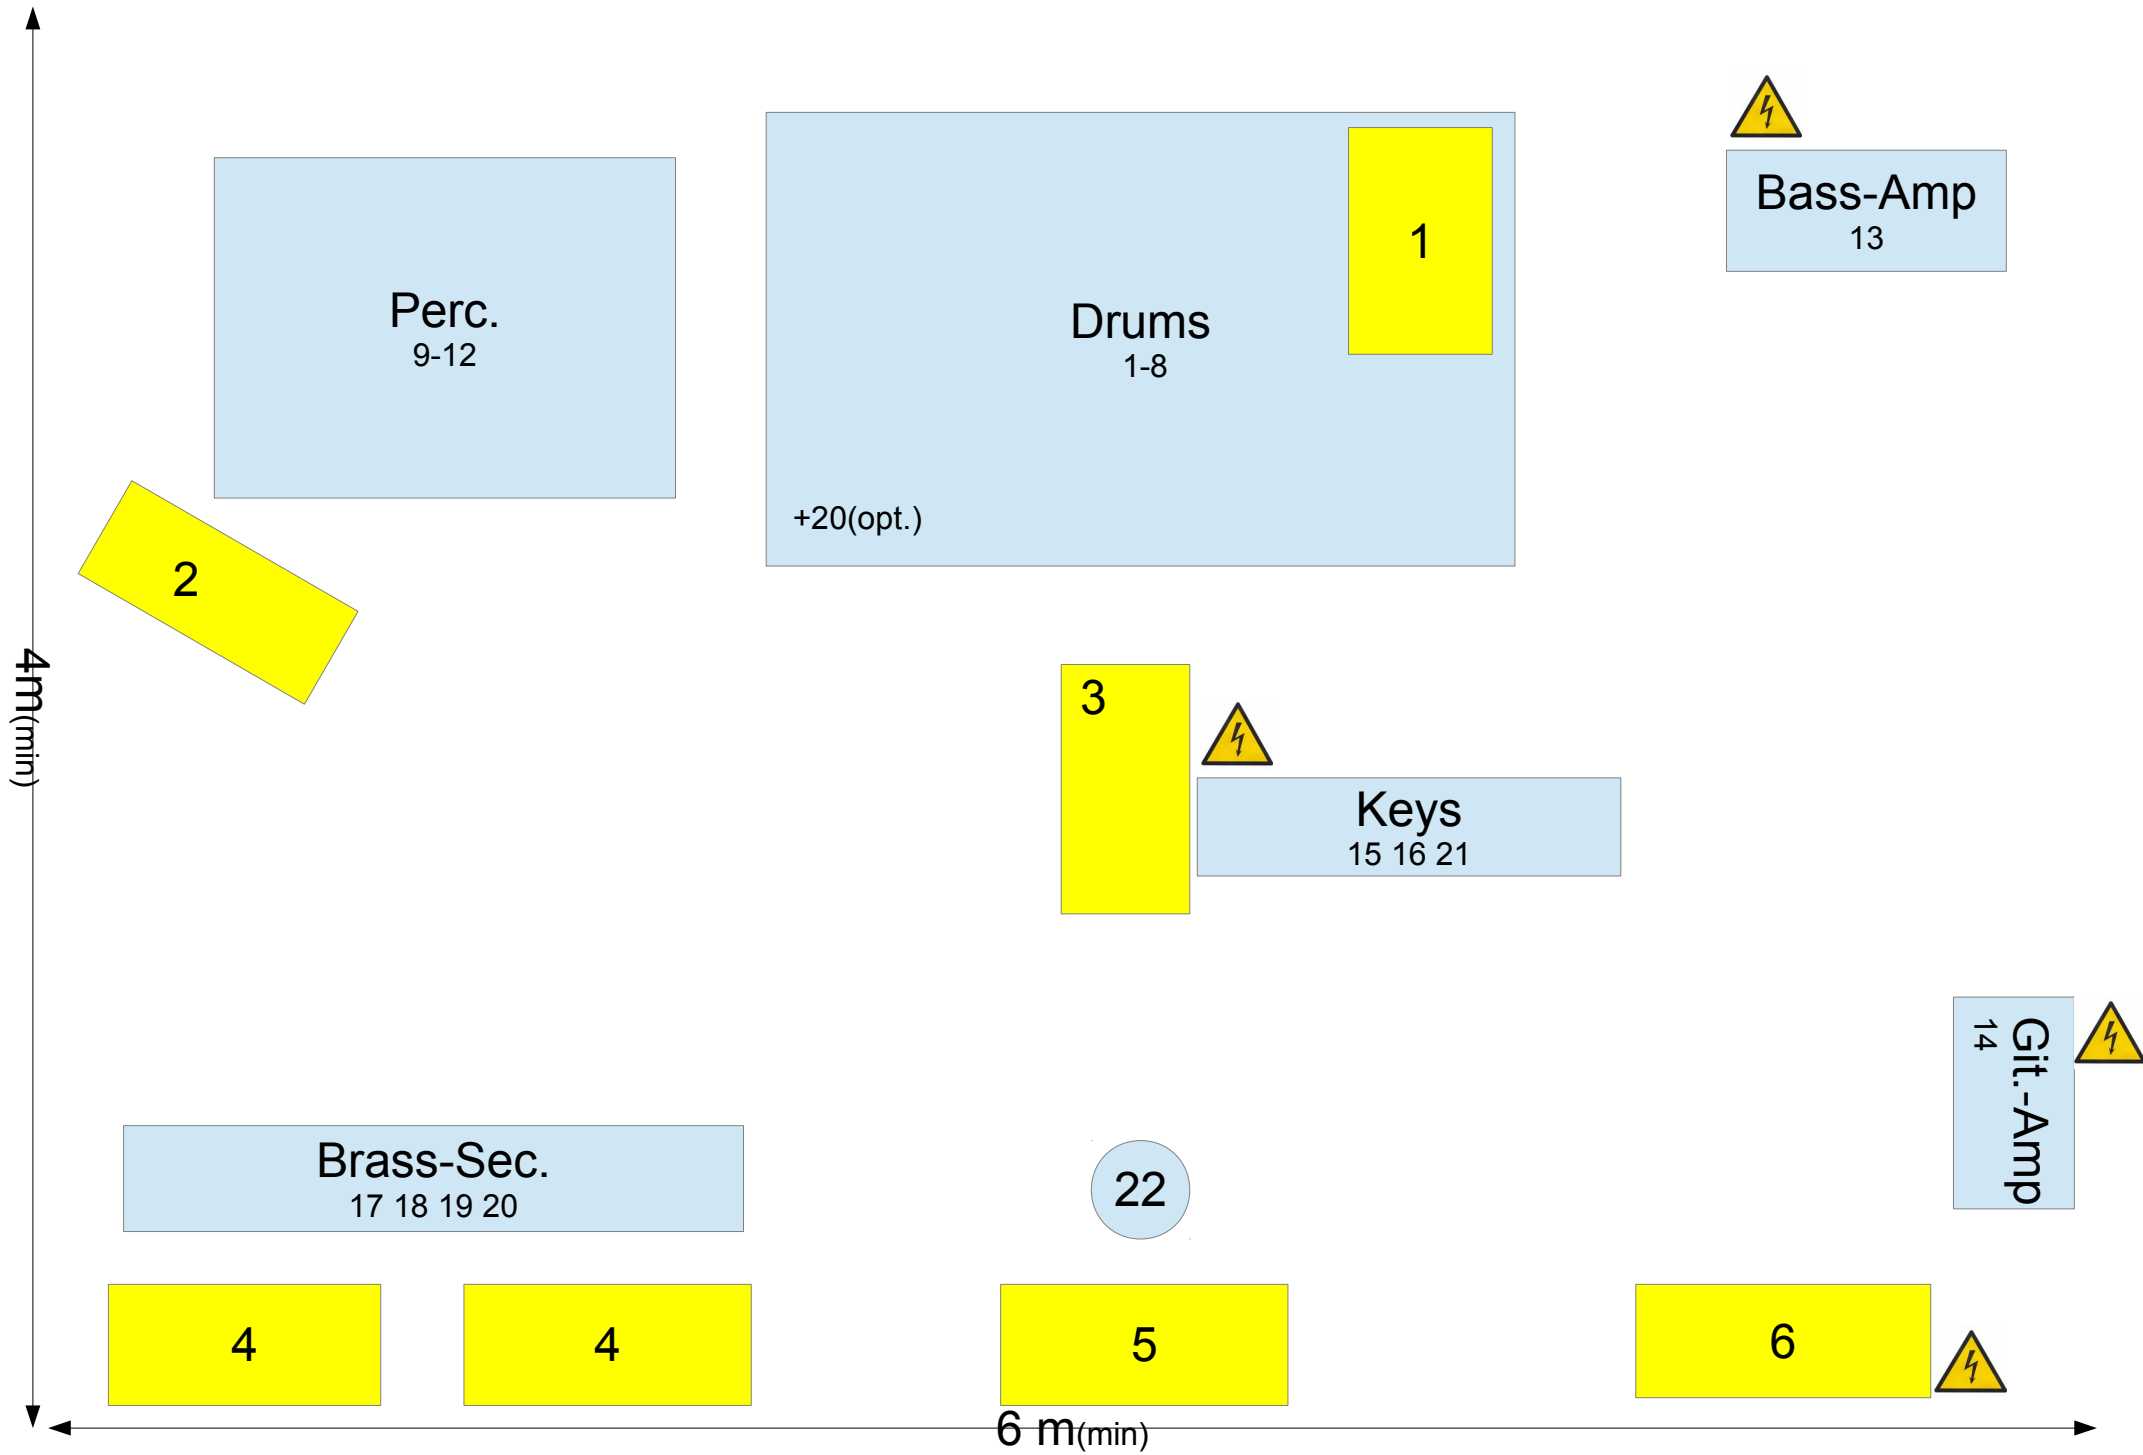 Bass-Amp
13
1
Perc.
9-12
Drums
1-8
+20(opt.)
2
4m(min)
3
Keys
15 16 21
Git.-Amp
14
Brass-Sec.
17 18 19 20
22
4
4
5
6
6 m(min)